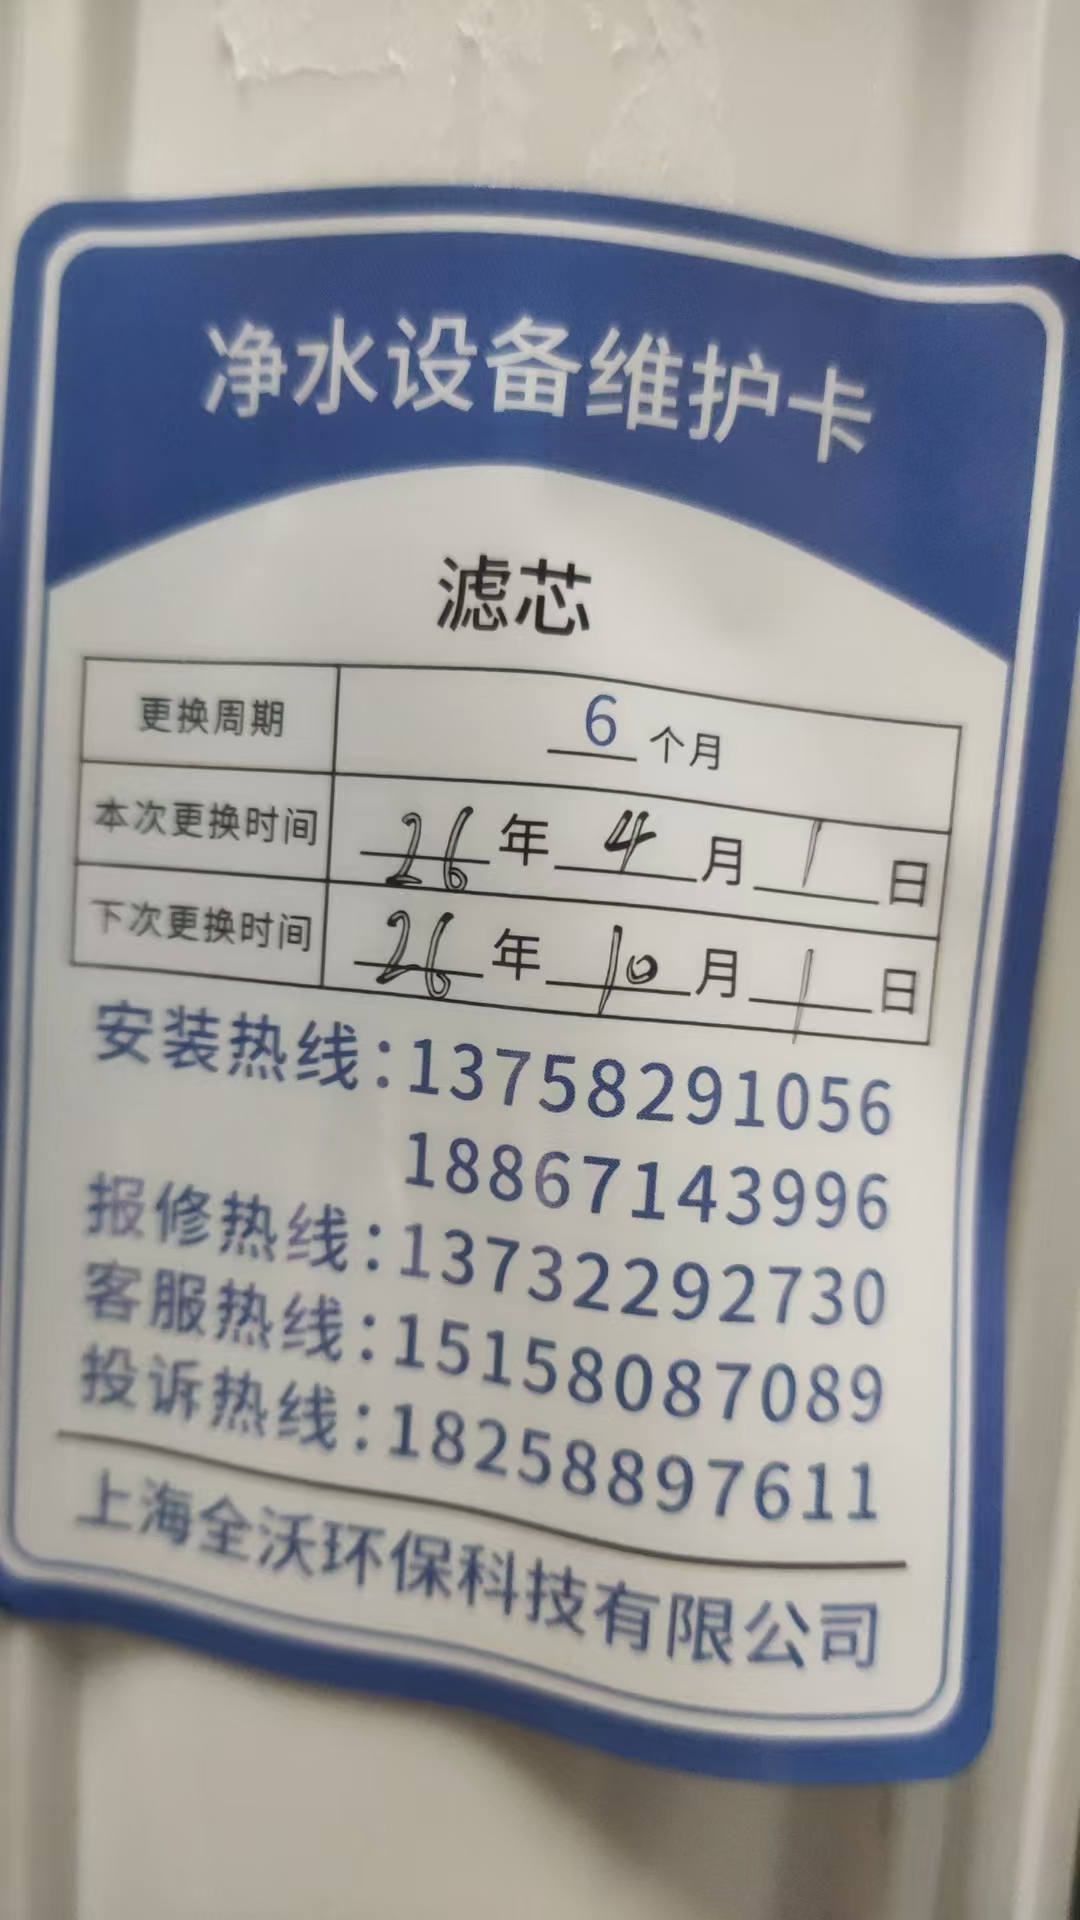 净水设备维护卡
滤芯
更换周期 6 个月
本次更换时间 26 年 4 月 1 日
下次更换时间 26 年 10 月 1 日
安装热线：13758291056
18867143996
报修热线：13732292730
客服热线：15158087089
投诉热线：18258897611
上海全沃环保科技有限公司